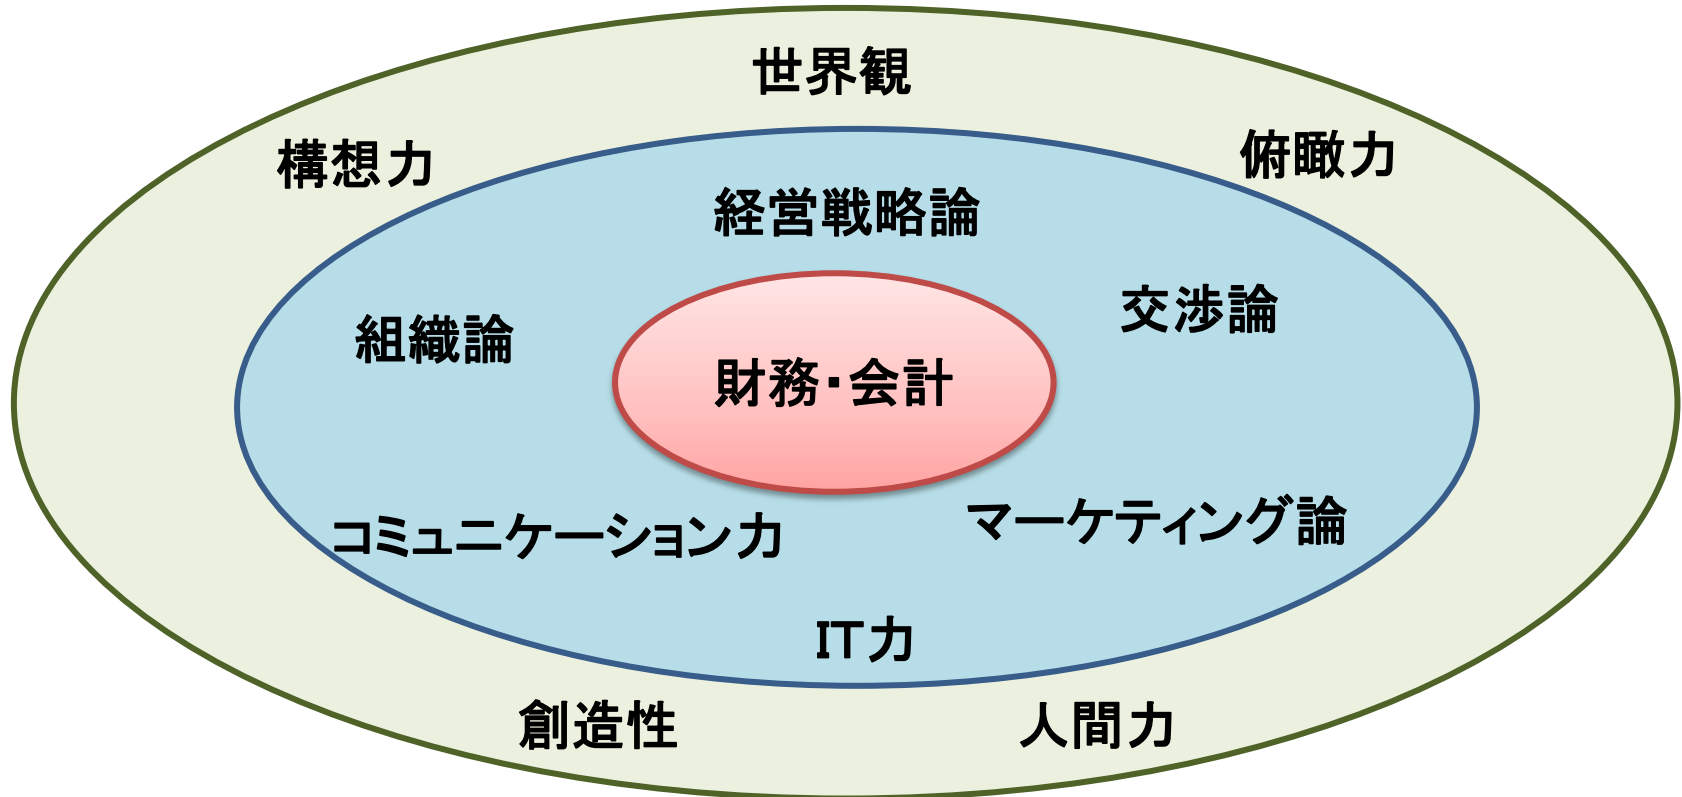 世界観
構想力
俯瞰力
経営戦略論
交渉論
組織論
財務・会計
マーケティング論
コミュニケーション力
IT力
創造性
人間力